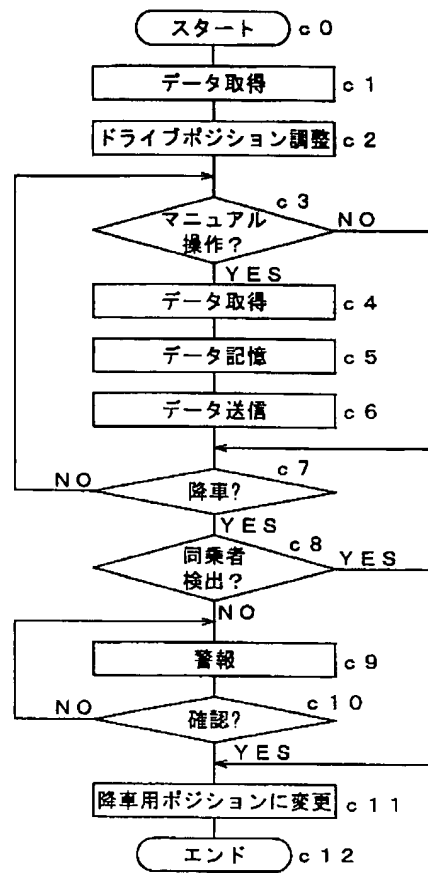 スタート c0
データ取得 c1
ドライブポジション調整 c2
c3
マニュアル NO
操作?
YES
データ取得 c4
データ記憶 c5
データ送信 c6
c7
NO 降車?
YES c8
同乗者 YES
検出?
NO
警報 c9
c10
NO 確認?
YES
降車用ポジションに変更 c11
エンド c12